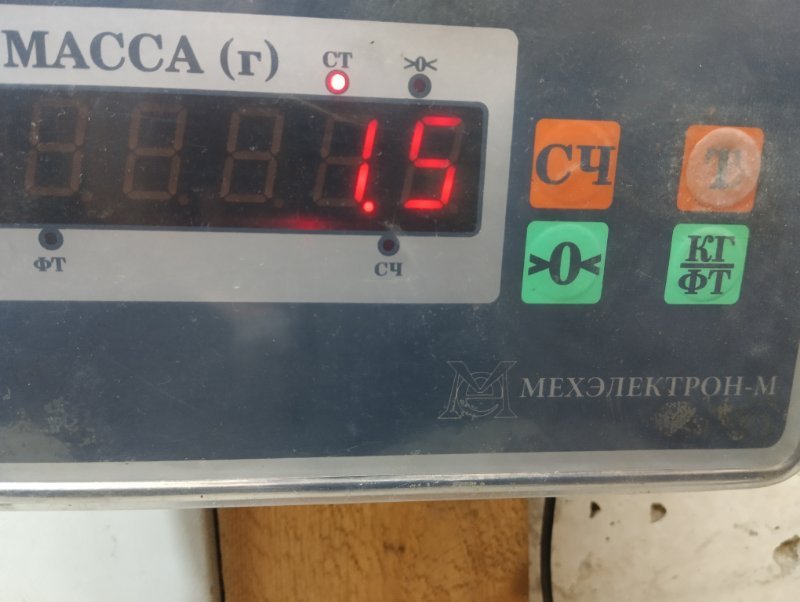 МАССА (г)
СТ >0<
1.5
ФТ СЧ
СЧ Т
>0< КГ
ФТ
МЕХЭЛЕКТРОН-М